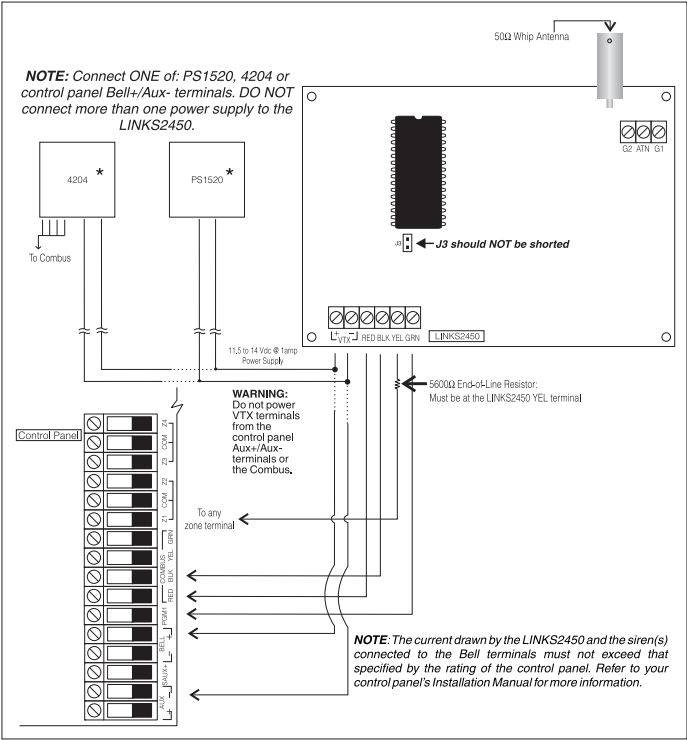 50Ω Whip Antenna
NOTE: Connect ONE of: PS1520, 4204 or
control panel Bell+/Aux- terminals. DO NOT
connect more than one power supply to the
LINKS2450.
G2 ATN G1
4204 *
PS1520 *
J3
J3 should NOT be shorted
To Combus
+ VTX - RED BLK YEL GRN
LINKS2450
11.5 to 14 Vdc @ 1amp
Power Supply
5600Ω End-of-Line Resistor:
Must be at the LINKS2450 YEL terminal
WARNING:
Do not power
VTX terminals
from the
control panel
Aux+/Aux-
terminals or
the Combus.
Control Panel
Z4
COM
Z3
Z2
COM
Z1
To any
zone terminal
GRN
YEL
COMBUS
BLK
RED
PGM1
+
BELL
-
SAUX+
-
AUX
+
NOTE: The current drawn by the LINKS2450 and the siren(s)
connected to the Bell terminals must not exceed that
specified by the rating of the control panel. Refer to your
control panel's Installation Manual for more information.